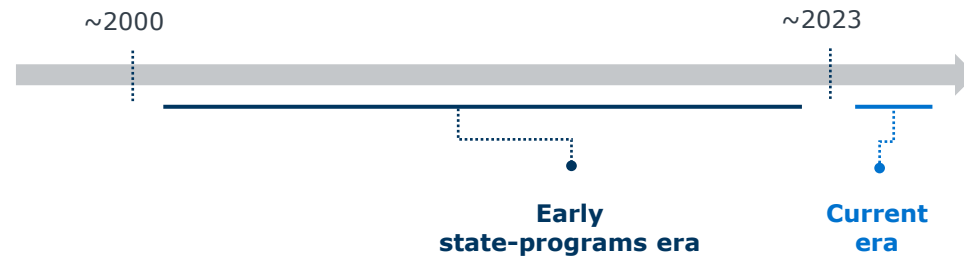 ~2000
~2023
Early
state-programs era
Current
era